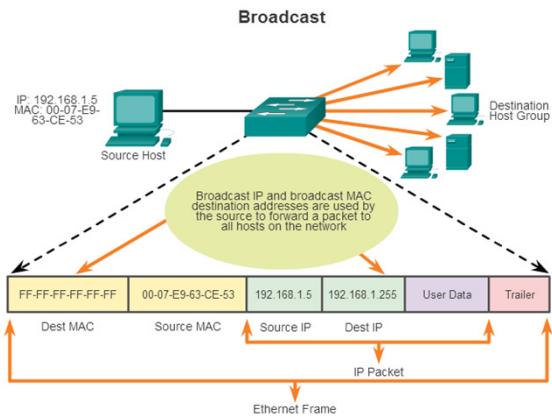 Broadcast
IP: 192.168.1.5
MAC: 00-07-E9-
63-CE-53
Source Host
Destination
Host Group
Broadcast IP and broadcast MAC
destination addresses are used by
the source to forward a packet to
all hosts on the network
FF-FF-FF-FF-FF-FF
00-07-E9-63-CE-53
192.168.1.5
192.168.1.255
User Data
Trailer
Dest MAC
Source MAC
Source IP
Dest IP
IP Packet
Ethernet Frame